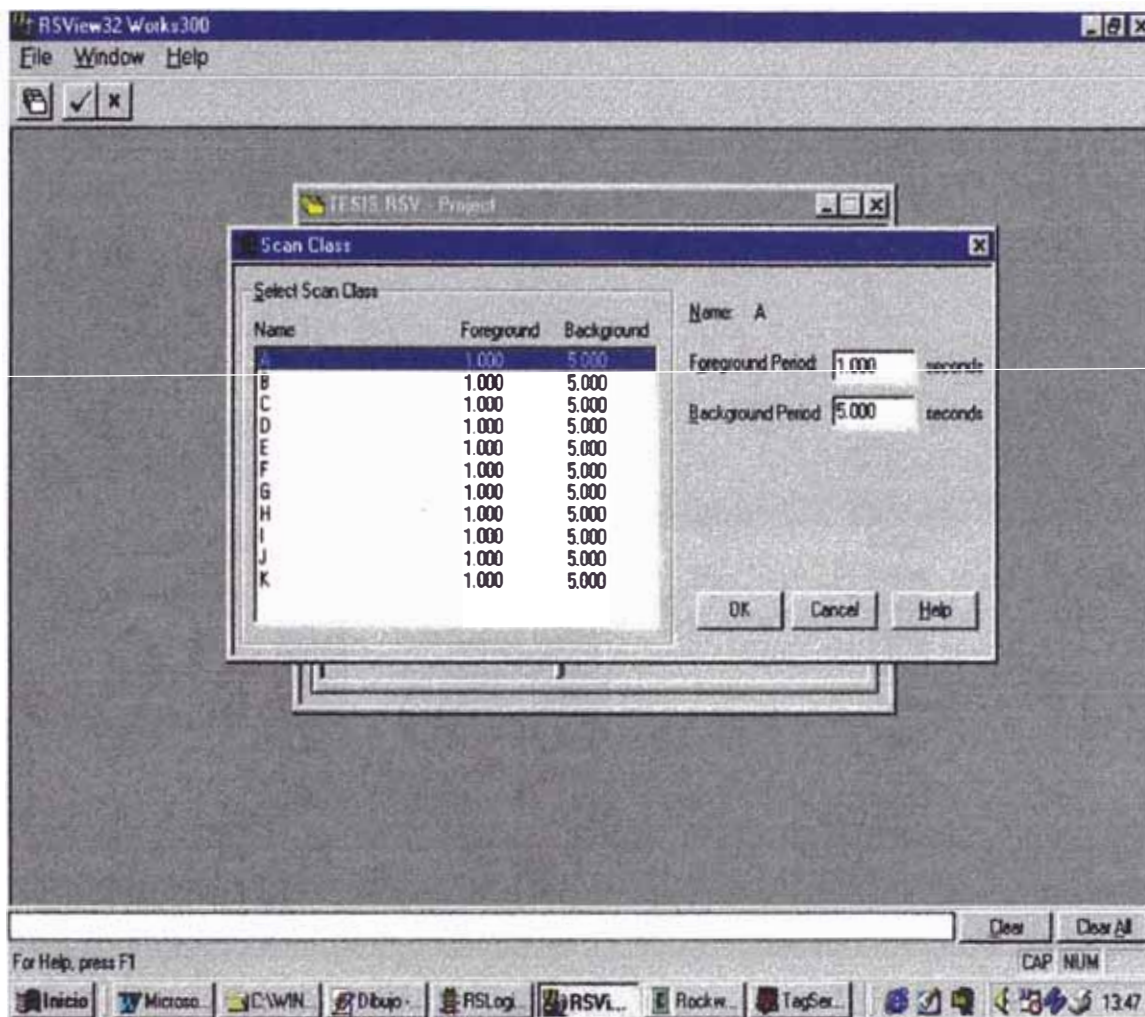 RSView32 Works300
File Window Help
TESIS.RSV - Project
Scan Class
Select Scan Class
Name Foreground Background
A 1.000 5.000
B 1.000 5.000
C 1.000 5.000
D 1.000 5.000
E 1.000 5.000
F 1.000 5.000
G 1.000 5.000
H 1.000 5.000
I 1.000 5.000
J 1.000 5.000
K 1.000 5.000
Name: A
Foreground Period: 1.000 seconds
Background Period: 5.000 seconds
OK Cancel Help
Clear Clear All
For Help, press F1
CAP NUM
Inicio Microso... C:\WIN... Dibujo -... RSLogi... RSVi... Rockw... TagSer... 13:47